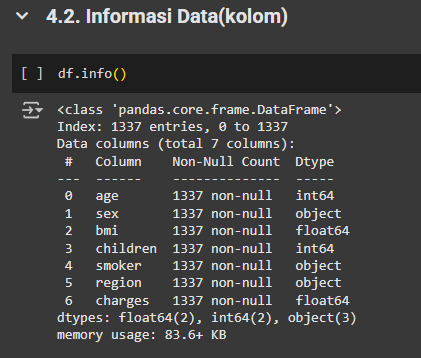 4.2. Informasi Data(kolom)
[ ] df.info()
<class 'pandas.core.frame.DataFrame'>
Index: 1337 entries, 0 to 1337
Data columns (total 7 columns):
 #   Column    Non-Null Count  Dtype
---  ------    --------------  -----
 0   age       1337 non-null   int64
 1   sex       1337 non-null   object
 2   bmi       1337 non-null   float64
 3   children  1337 non-null   int64
 4   smoker    1337 non-null   object
 5   region    1337 non-null   object
 6   charges   1337 non-null   float64
dtypes: float64(2), int64(2), object(3)
memory usage: 83.6+ KB